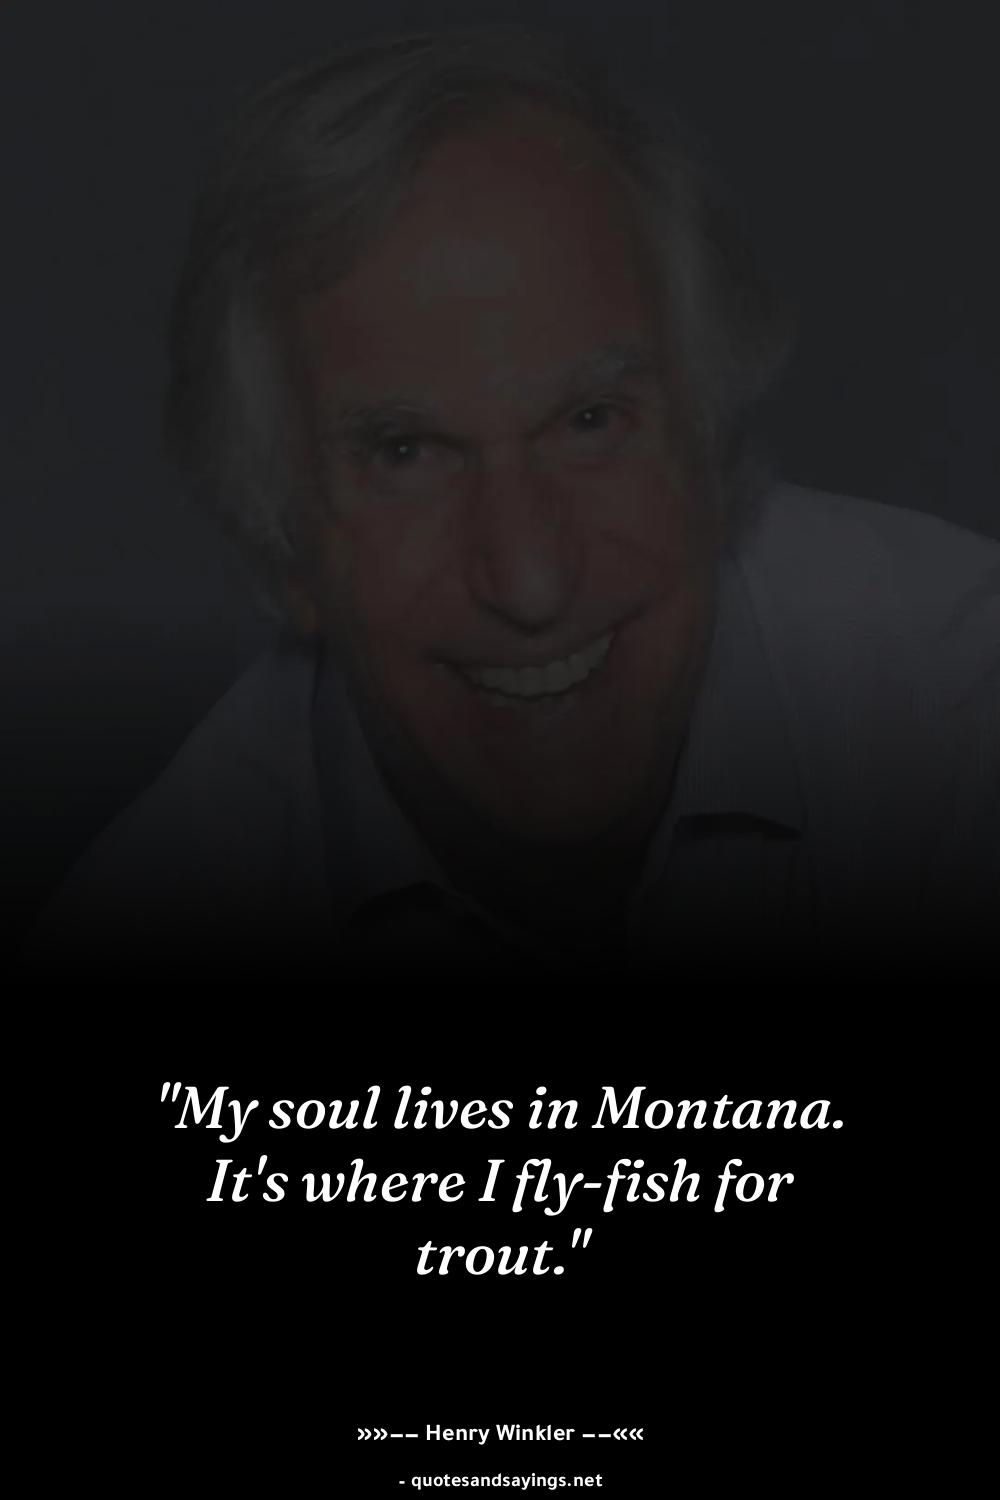 "My soul lives in Montana.
It's where I fly-fish for
trout."
»»−− Henry Winkler −−««
- quotesandsayings.net